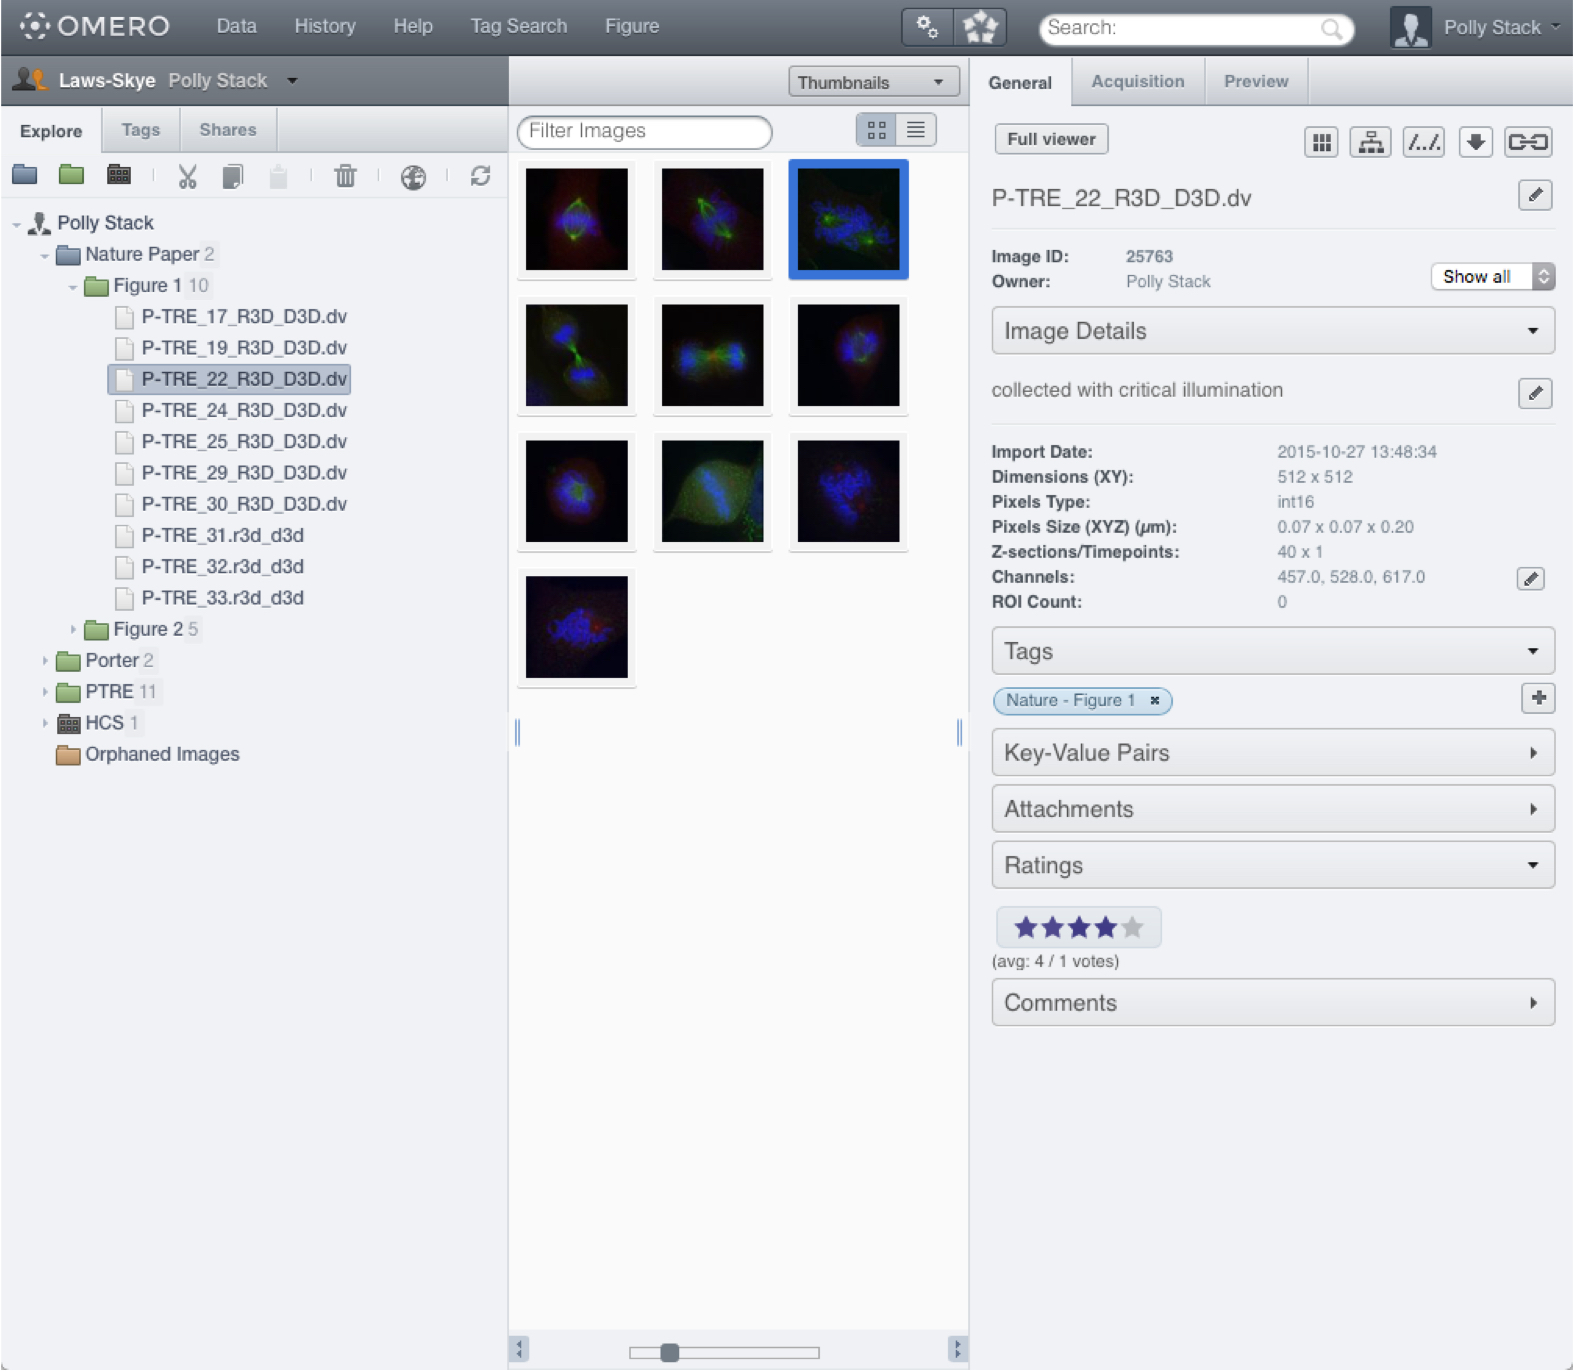 OMERO Data History Help Tag Search Figure Search: Polly Stack
Laws-Skye Polly Stack
Explore Tags Shares
Polly Stack
Nature Paper 2
Figure 1 10
P-TRE_17_R3D_D3D.dv
P-TRE_19_R3D_D3D.dv
P-TRE_22_R3D_D3D.dv
P-TRE_24_R3D_D3D.dv
P-TRE_25_R3D_D3D.dv
P-TRE_29_R3D_D3D.dv
P-TRE_30_R3D_D3D.dv
P-TRE_31.r3d_d3d
P-TRE_32.r3d_d3d
P-TRE_33.r3d_d3d
Figure 2 5
Porter 2
PTRE 11
HCS 1
Orphaned Images
Thumbnails
Filter Images
General Acquisition Preview
Full viewer /../.
P-TRE_22_R3D_D3D.dv
Image ID: 25763
Owner: Polly Stack
Show all
Image Details
collected with critical illumination
Import Date: 2015-10-27 13:48:34
Dimensions (XY): 512 x 512
Pixels Type: int16
Pixels Size (XYZ) (µm): 0.07 x 0.07 x 0.20
Z-sections/Timepoints: 40 x 1
Channels: 457.0, 528.0, 617.0
ROI Count: 0
Tags
Nature - Figure 1
Key-Value Pairs
Attachments
Ratings
(avg: 4 / 1 votes)
Comments